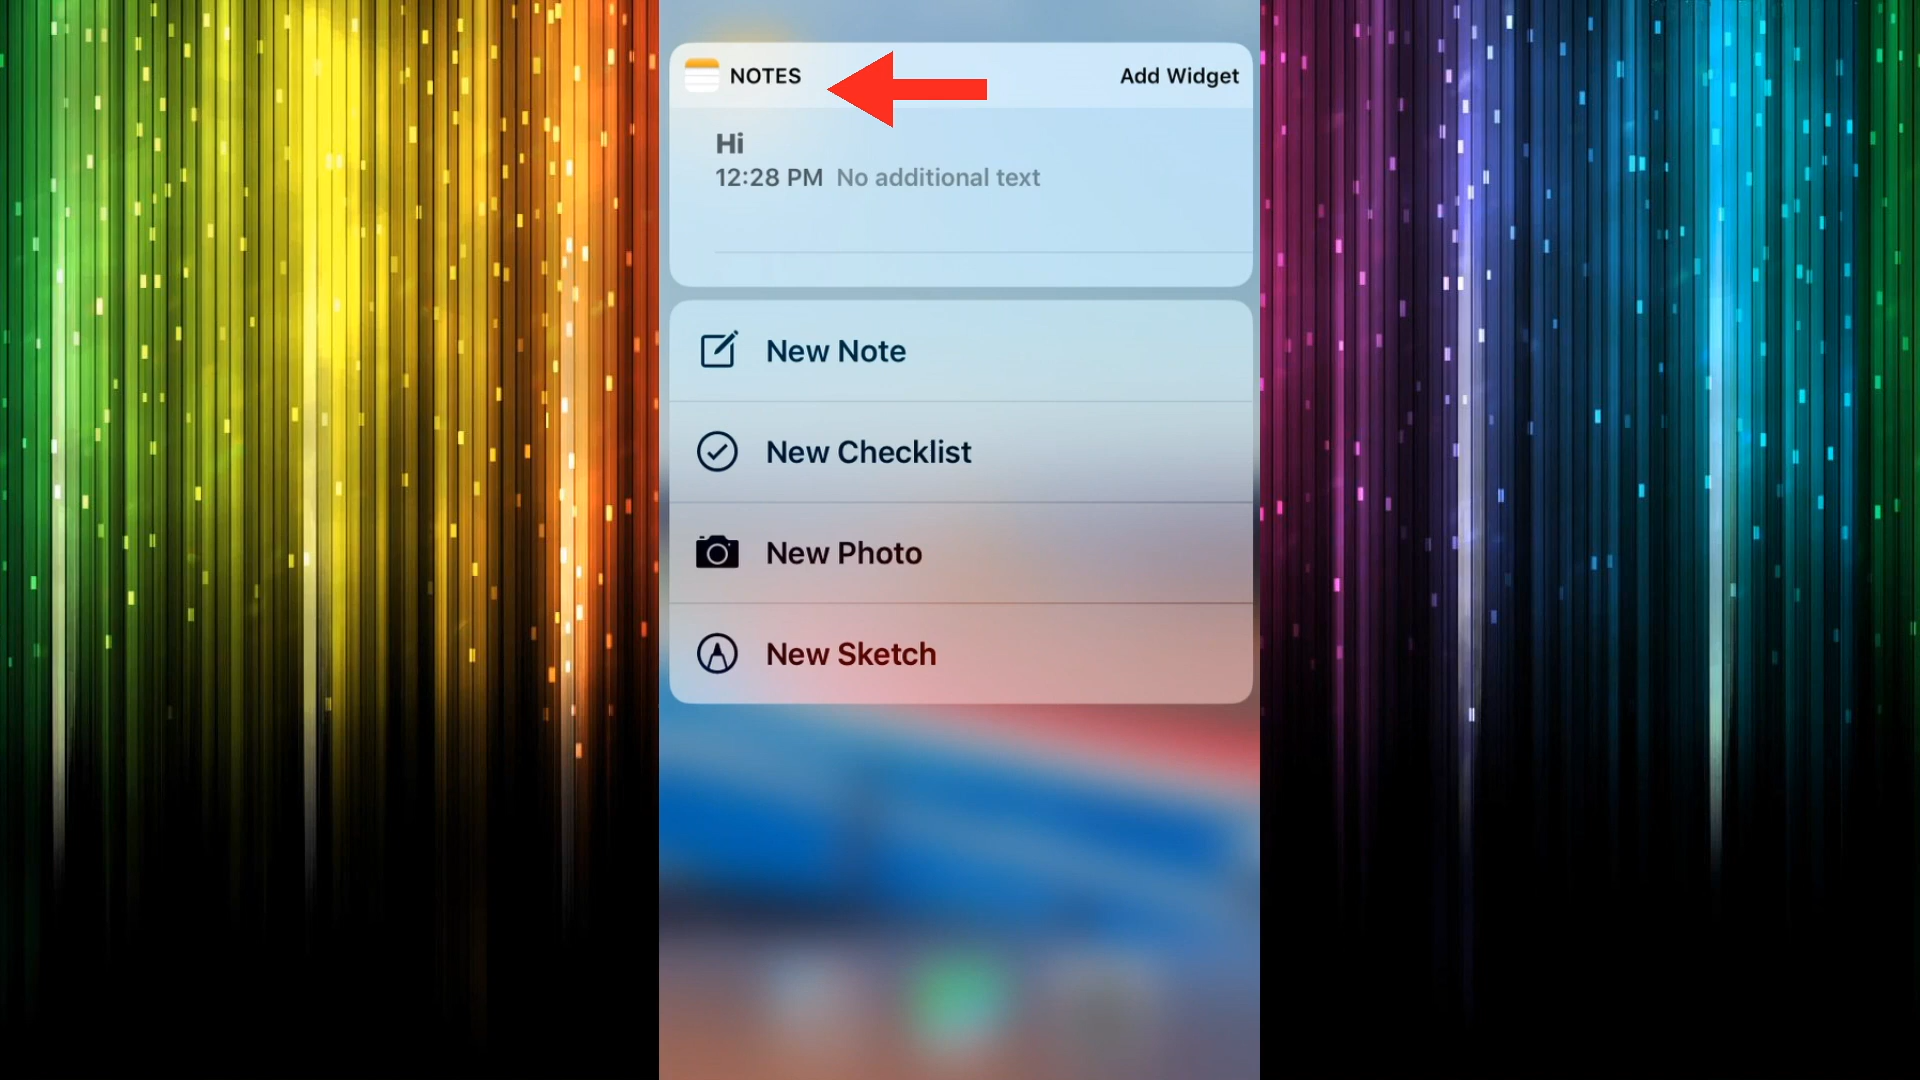 NOTES
Add Widget
Hi
12:28 PM No additional text
New Note
New Checklist
New Photo
New Sketch